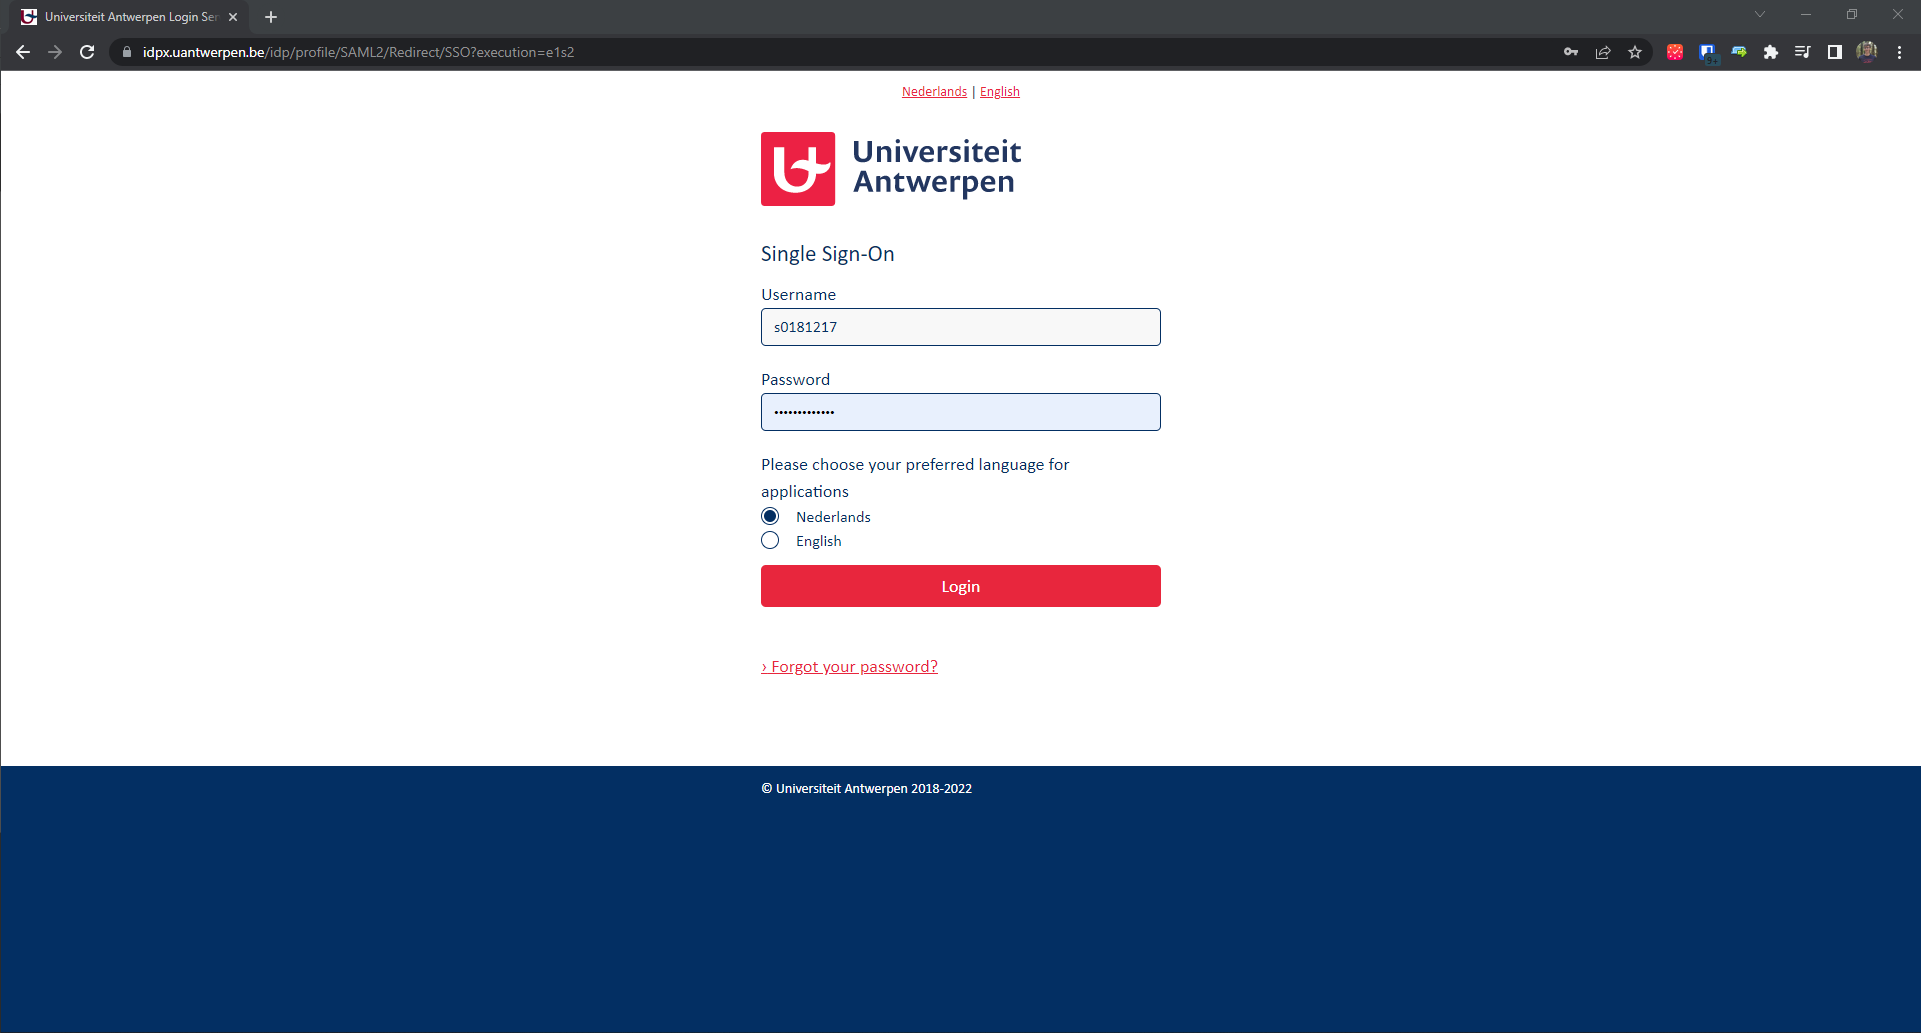 Universiteit Antwerpen Login Ser
idpx.uantwerpen.be/idp/profile/SAML2/Redirect/SSO?execution=e1s2
9+
Nederlands | English
Universiteit
Antwerpen
Single Sign-On
Username
s0181217
Password
•••••••••••••
Please choose your preferred language for
applications
Nederlands
English
Login
› Forgot your password?
© Universiteit Antwerpen 2018-2022